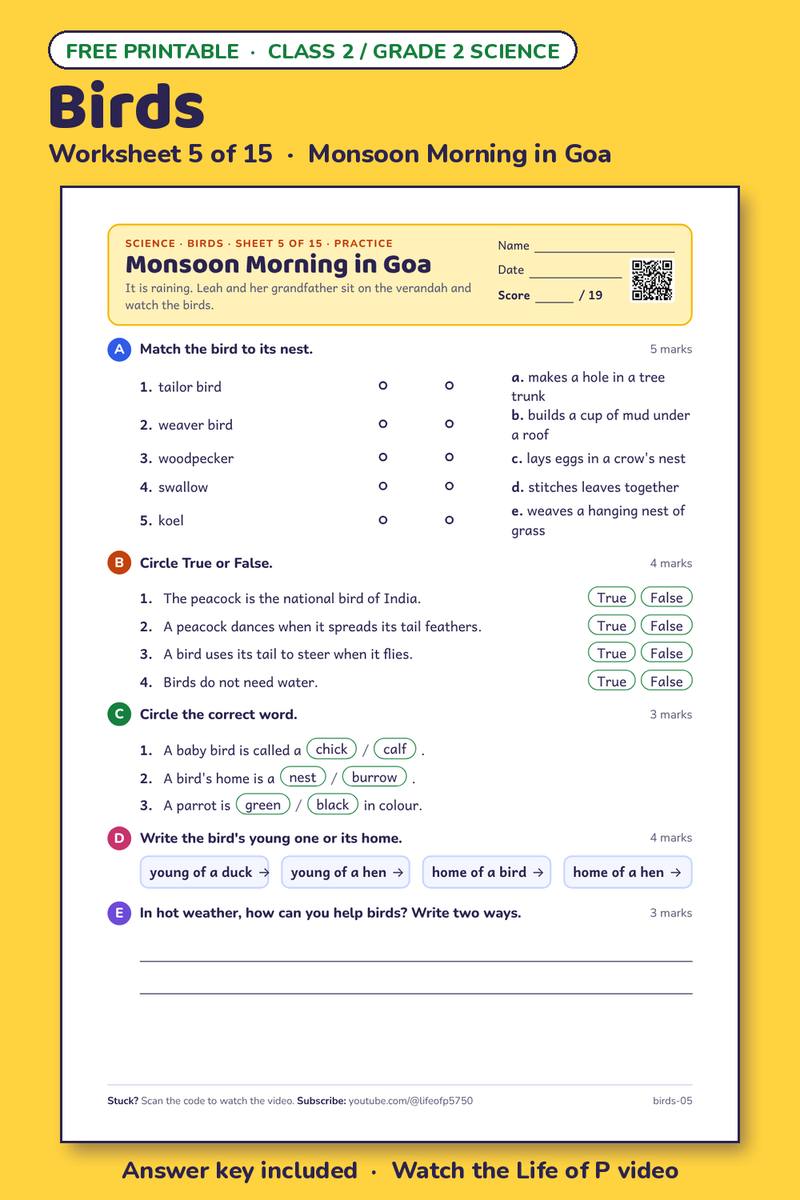 FREE PRINTABLE · CLASS 2 / GRADE 2 SCIENCE
Birds
Worksheet 5 of 15 · Monsoon Morning in Goa
SCIENCE · BIRDS · SHEET 5 OF 15 · PRACTICE
Monsoon Morning in Goa
It is raining. Leah and her grandfather sit on the verandah and
watch the birds.
Name
Date
Score / 19
A Match the bird to its nest. 5 marks
1. tailor bird
a. makes a hole in a tree
trunk
2. weaver bird
b. builds a cup of mud under
a roof
3. woodpecker
c. lays eggs in a crow's nest
4. swallow
d. stitches leaves together
5. koel
e. weaves a hanging nest of
grass
B Circle True or False. 4 marks
1. The peacock is the national bird of India. True False
2. A peacock dances when it spreads its tail feathers. True False
3. A bird uses its tail to steer when it flies. True False
4. Birds do not need water. True False
C Circle the correct word. 3 marks
1. A baby bird is called a chick / calf .
2. A bird's home is a nest / burrow .
3. A parrot is green / black in colour.
D Write the bird's young one or its home. 4 marks
young of a duck → young of a hen → home of a bird → home of a hen →
E In hot weather, how can you help birds? Write two ways. 3 marks
Stuck? Scan the code to watch the video. Subscribe: youtube.com/@lifeofp5750 birds-05
Answer key included · Watch the Life of P video